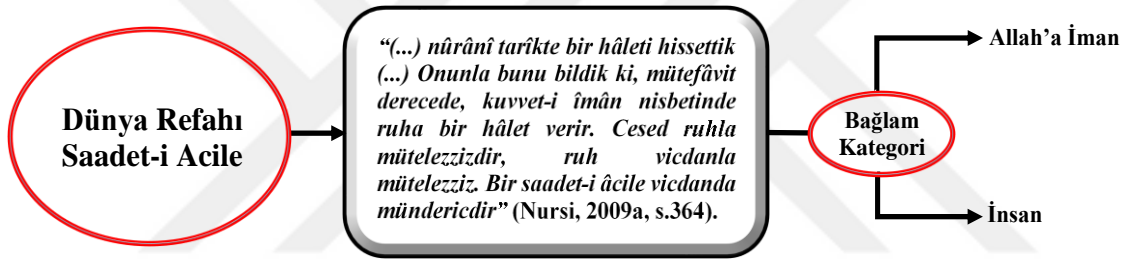 Dünya Refahı
Saadet-i Acile
“(...) nûrânî tarîkte bir hâleti hissettik
(...) Onunla bunu bildik ki, mütefâvit
derecede, kuvvet-i îmân nisbetinde
ruha bir hâlet verir. Cesed ruhla
mütelezzizdir, ruh vicdanla
mütelezziz. Bir saadet-i âcile vicdanda
mündericdir” (Nursi, 2009a, s.364).
Bağlam
Kategori
Allah’a İman
İnsan